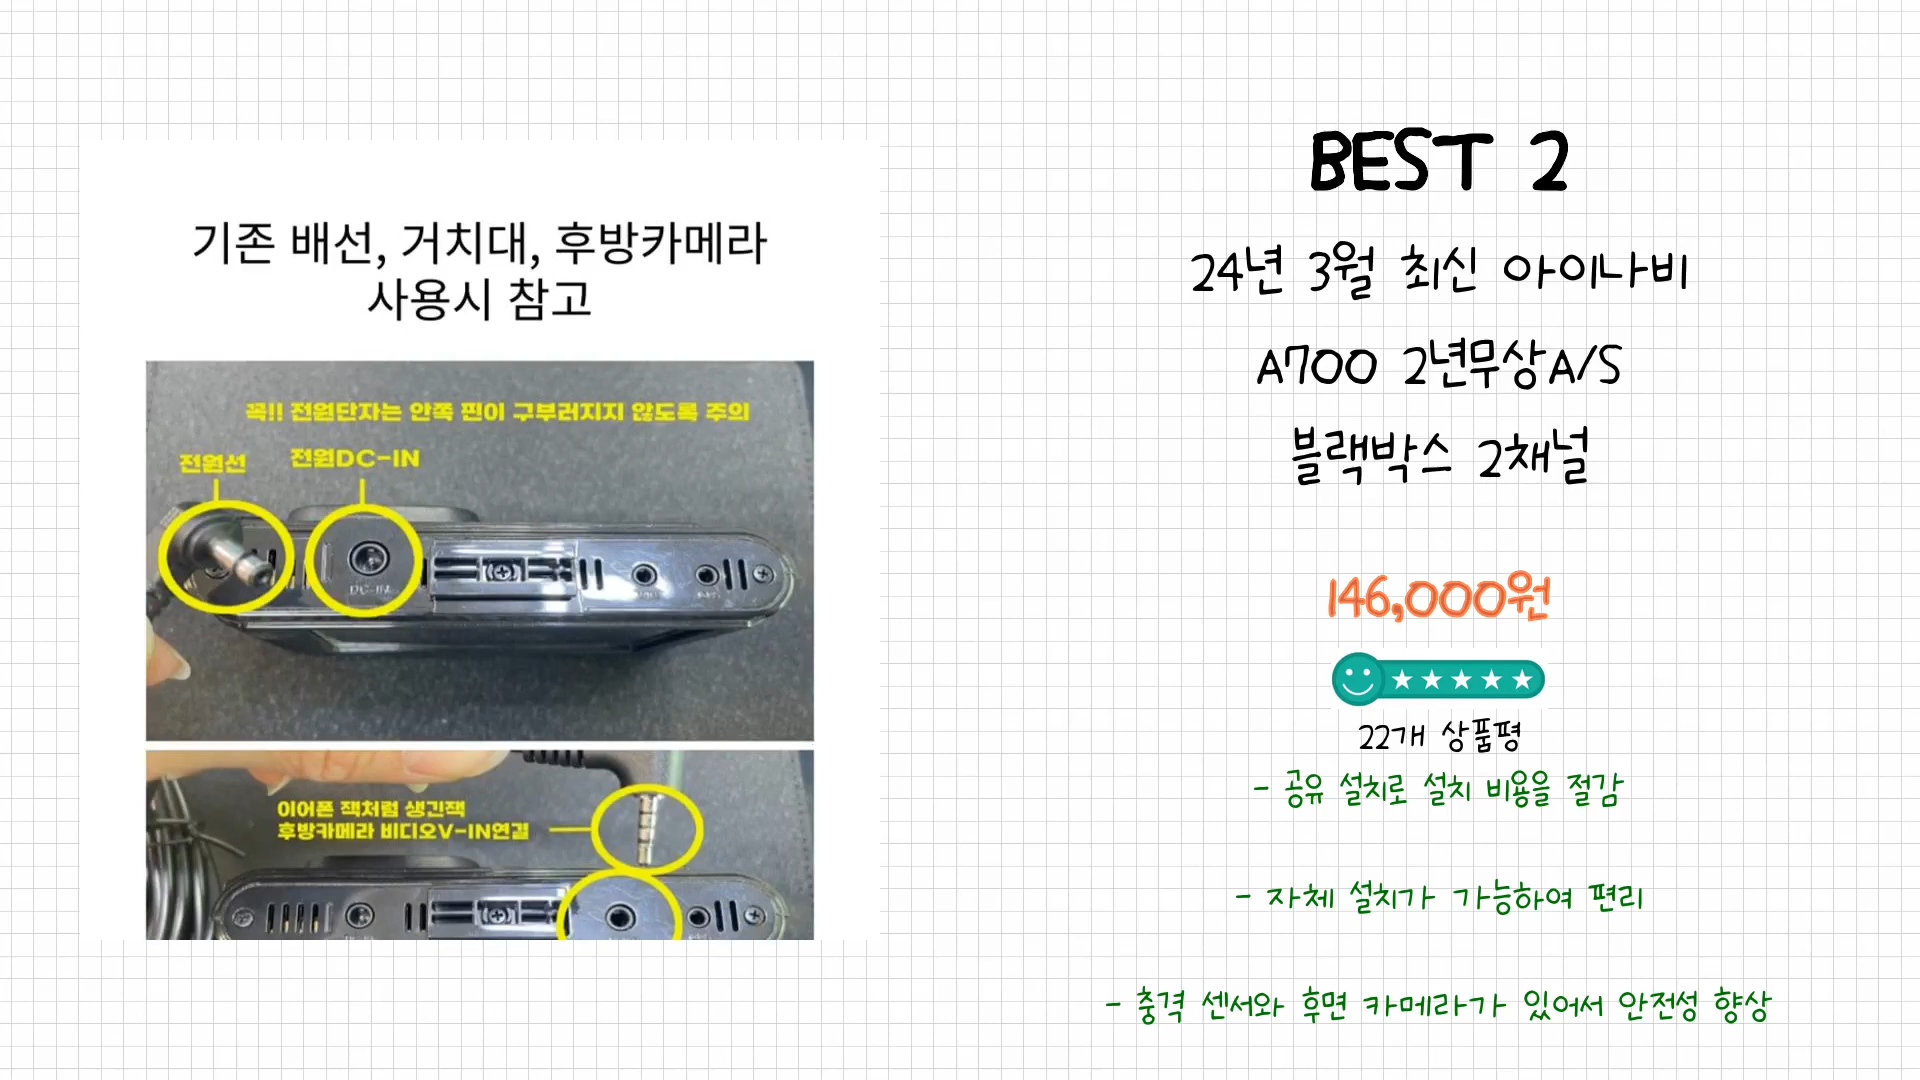 기존 배선, 거치대, 후방카메라
사용시 참고
꼭!! 전원단자는 안쪽 핀이 구부러지지 않도록 주의
전원선
전원DC-IN
DC-IN
이어폰 잭처럼 생긴잭
후방카메라 비디오V-IN연결
BEST 2
24년 3월 최신 아이나비
A700 2년무상A/S
블랙박스 2채널
146,000원
22개 상품평
- 공유 설치로 설치 비용을 절감
- 자체 설치가 가능하여 편리
- 충격 센서와 후면 카메라가 있어서 안전성 향상